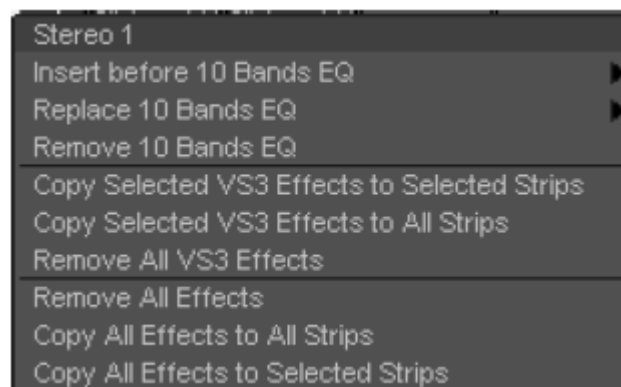 Stereo 1
Insert before 10 Bands EQ
Replace 10 Bands EQ
Remove 10 Bands EQ
Copy Selected VS3 Effects to Selected Strips
Copy Selected VS3 Effects to All Strips
Remove All VS3 Effects
Remove All Effects
Copy All Effects to All Strips
Copy All Effects to Selected Strips